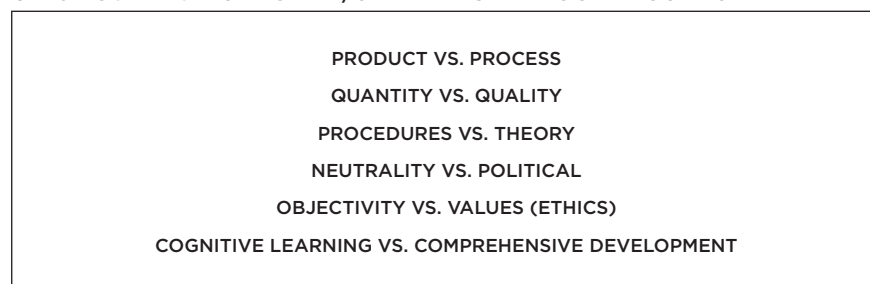 PRODUCT VS. PROCESS
QUANTITY VS. QUALITY
PROCEDURES VS. THEORY
NEUTRALITY VS. POLITICAL
OBJECTIVITY VS. VALUES (ETHICS)
COGNITIVE LEARNING VS. COMPREHENSIVE DEVELOPMENT